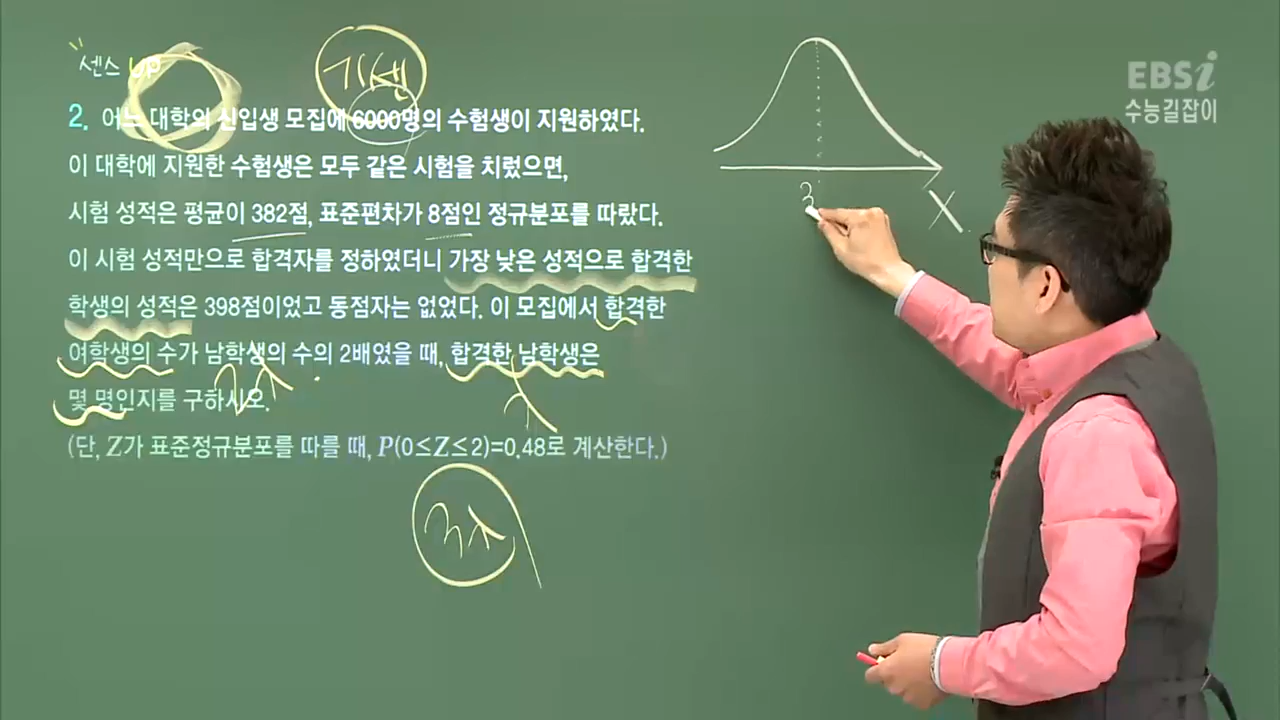 센스 UP
기생
2. 어느 대학의 신입생 모집에 6000명의 수험생이 지원하였다.
이 대학에 지원한 수험생은 모두 같은 시험을 치렀으면,
시험 성적은 평균이 382점, 표준편차가 8점인 정규분포를 따랐다.
이 시험 성적만으로 합격자를 정하였더니 가장 낮은 성적으로 합격한
학생의 성적은 398점이었고 동점자는 없었다. 이 모집에서 합격한
여학생의 수가 남학생의 수의 2배였을 때, 합격한 남학생은
몇 명인지를 구하시오.
2x
x
(단, Z가 표준정규분포를 따를 때, P(0≤Z≤2)=0.48로 계산한다.)
3x
3
X
EBSi
수능길잡이